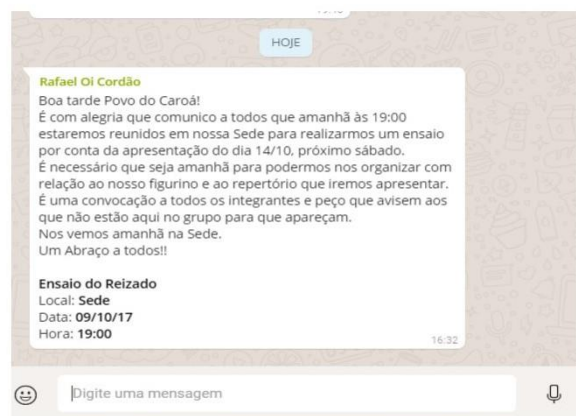 HOJE
Rafael Oi Cordão
Boa tarde Povo do Caroá!
É com alegria que comunico a todos que amanhã às 19:00
estaremos reunidos em nossa Sede para realizarmos um ensaio
por conta da apresentação do dia 14/10, próximo sábado.
É necessário que seja amanhã para podermos nos organizar com
relação ao nosso figurino e ao repertório que iremos apresentar.
É uma convocação a todos os integrantes e peço que avisem aos
que não estão aqui no grupo para que apareçam.
Nos vemos amanhã na Sede.
Um Abraço a todos!!
Ensaio do Reizado
Local: Sede
Data: 09/10/17
Hora: 19:00
16:32
Digite uma mensagem